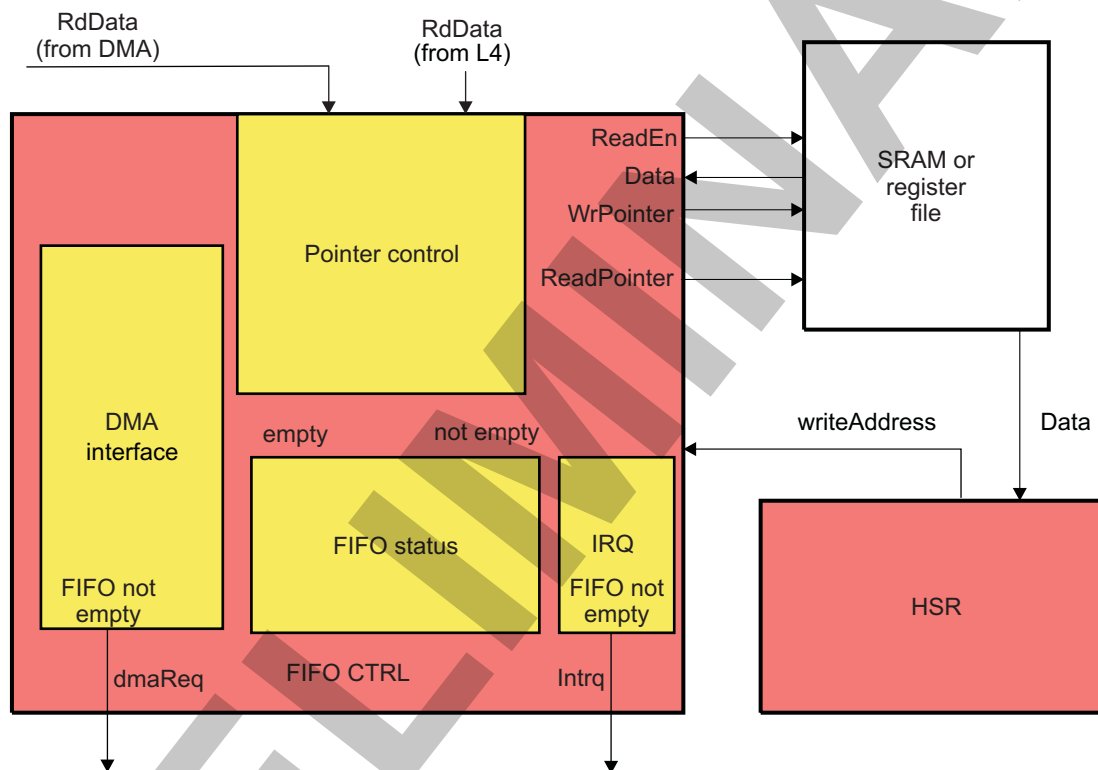 RdData
(from DMA)
RdData
(from L4)
ReadEn
Data
WrPointer
ReadPointer
SRAM or
register
file
Pointer control
DMA
interface
empty
not empty
writeAddress
Data
FIFO status
IRQ
FIFO not
empty
FIFO not
empty
HSR
dmaReq
FIFO CTRL
Intrq
ELIMINA